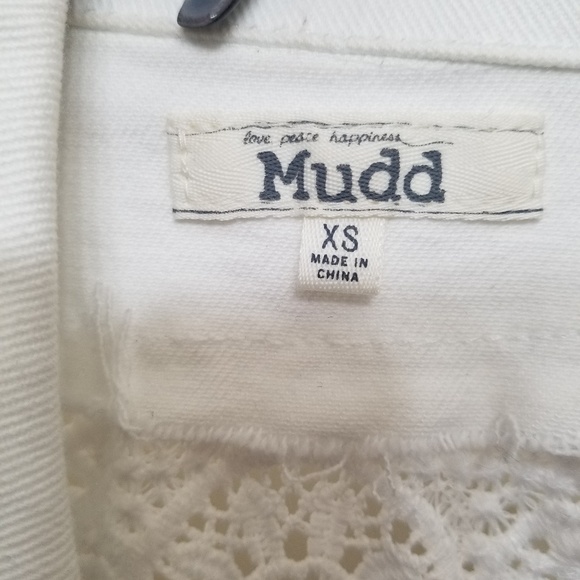 love peace happiness
Mudd
XS
MADE IN
CHINA